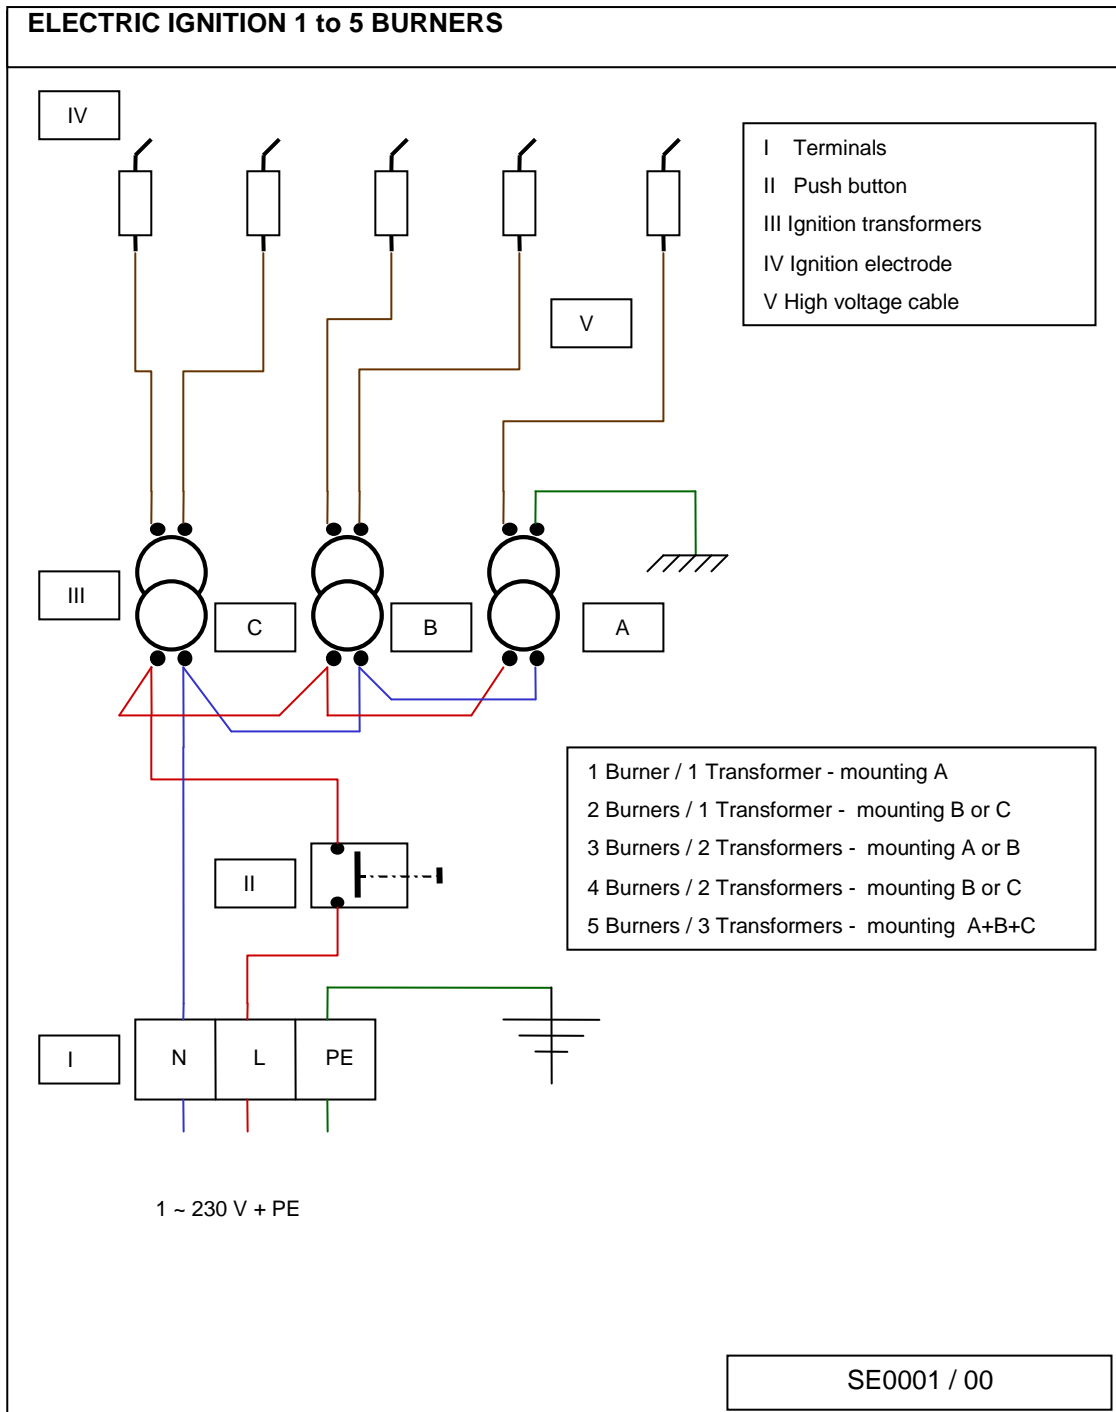 ELECTRIC IGNITION 1 to 5 BURNERS
IV
I Terminals
II Push button
III Ignition transformers
IV Ignition electrode
V High voltage cable
V
III
C
B
A
1 Burner / 1 Transformer - mounting A
2 Burners / 1 Transformer - mounting B or C
3 Burners / 2 Transformers - mounting A or B
4 Burners / 2 Transformers - mounting B or C
5 Burners / 3 Transformers - mounting A+B+C
II
I
N
L
PE
1 ~ 230 V + PE
SE0001 / 00